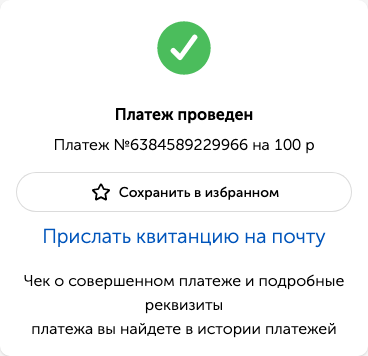 Платеж проведен
Платеж №6384589229966 на 100 р
Сохранить в избранном
Прислать квитанцию на почту
Чек о совершенном платеже и подробные
реквизиты
платежа вы найдете в истории платежей